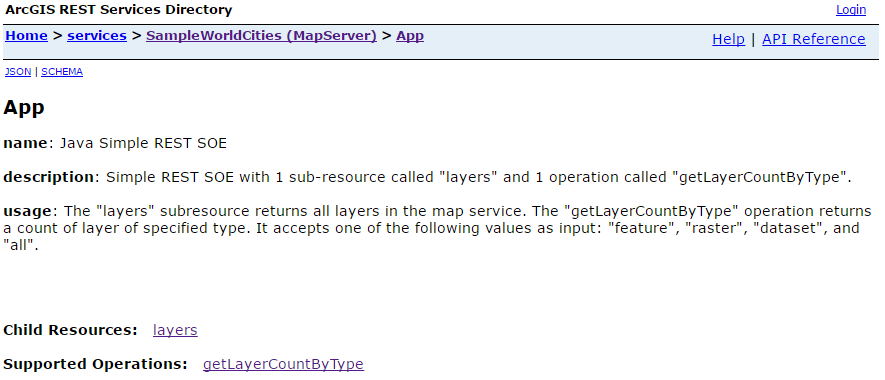 ArcGIS REST Services Directory Login
Home > services > SampleWorldCities (MapServer) > App Help | API Reference
JSON | SCHEMA
App
name: Java Simple REST SOE
description: Simple REST SOE with 1 sub-resource called "layers" and 1 operation called "getLayerCountByType".
usage: The "layers" subresource returns all layers in the map service. The "getLayerCountByType" operation returns
a count of layer of specified type. It accepts one of the following values as input: "feature", "raster", "dataset", and
"all".
Child Resources: layers
Supported Operations: getLayerCountByType